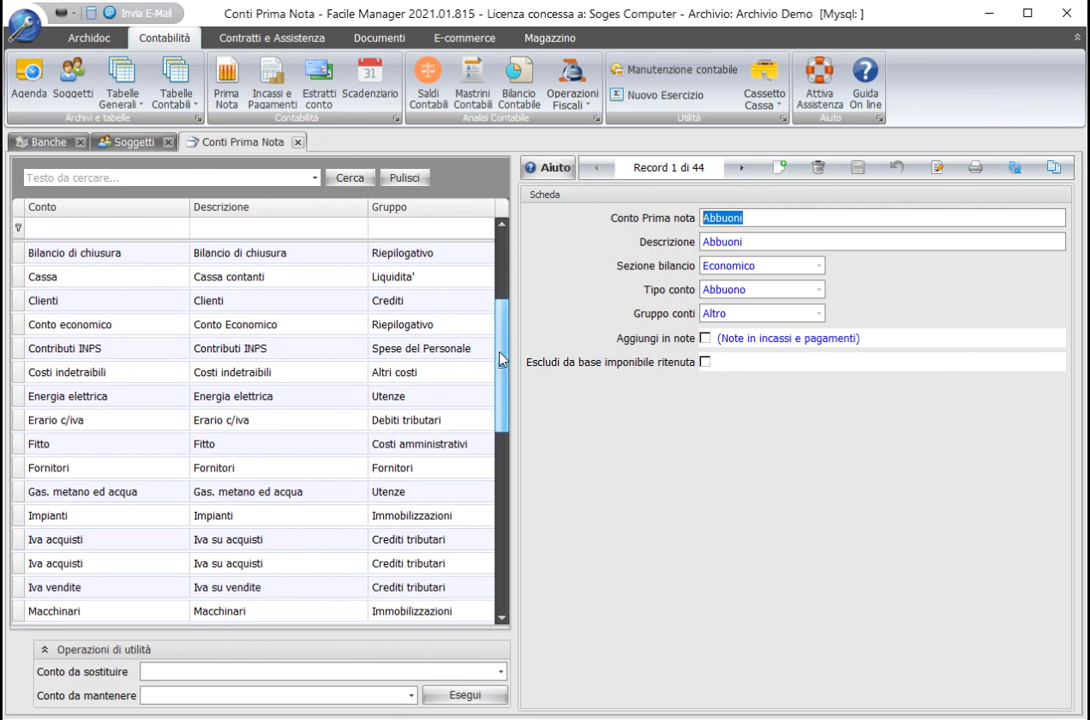 Invia E-Mail
Conti Prima Nota - Facile Manager 2021.01.815 - Licenza concessa a: Soges Computer - Archivio: Archivio Demo [Mysql: ]
Archidoc Contabilità Contratti e Assistenza Documenti E-commerce Magazzino
Agenda Soggetti Tabelle Generali Tabelle Contabili Prima Nota Incassi e Pagamenti Estratti conto Scadenziario Saldi Contabili Mastrini Contabili Bilancio Contabile Operazioni Fiscali Manutenzione contabile Nuovo Esercizio Cassetto Cassa Attiva Assistenza Guida On line
Archivi e tabelle Contabilità Analisi Contabile Utilità Aiuto
Banche Soggetti Conti Prima Nota
Testo da cercare... Cerca Pulisci
Conto Descrizione Gruppo
Bilancio di chiusura Bilancio di chiusura Riepilogativo
Cassa Cassa contanti Liquidita'
Clienti Clienti Crediti
Conto economico Conto Economico Riepilogativo
Contributi INPS Contributi INPS Spese del Personale
Costi indetraibili Costi indetraibili Altri costi
Energia elettrica Energia elettrica Utenze
Erario c/iva Erario c/iva Debiti tributari
Fitto Fitto Costi amministrativi
Fornitori Fornitori Fornitori
Gas. metano ed acqua Gas. metano ed acqua Utenze
Impianti Impianti Immobilizzazioni
Iva acquisti Iva su acquisti Crediti tributari
Iva acquisti Iva su acquisti Crediti tributari
Iva vendite Iva su vendite Crediti tributari
Macchinari Macchinari Immobilizzazioni
Operazioni di utilità
Conto da sostituire
Conto da mantenere Esegui
Aiuto Record 1 di 44
Scheda
Conto Prima nota Abbuoni
Descrizione Abbuoni
Sezione bilancio Economico
Tipo conto Abbuono
Gruppo conti Altro
Aggiungi in note (Note in incassi e pagamenti)
Escludi da base imponibile ritenuta